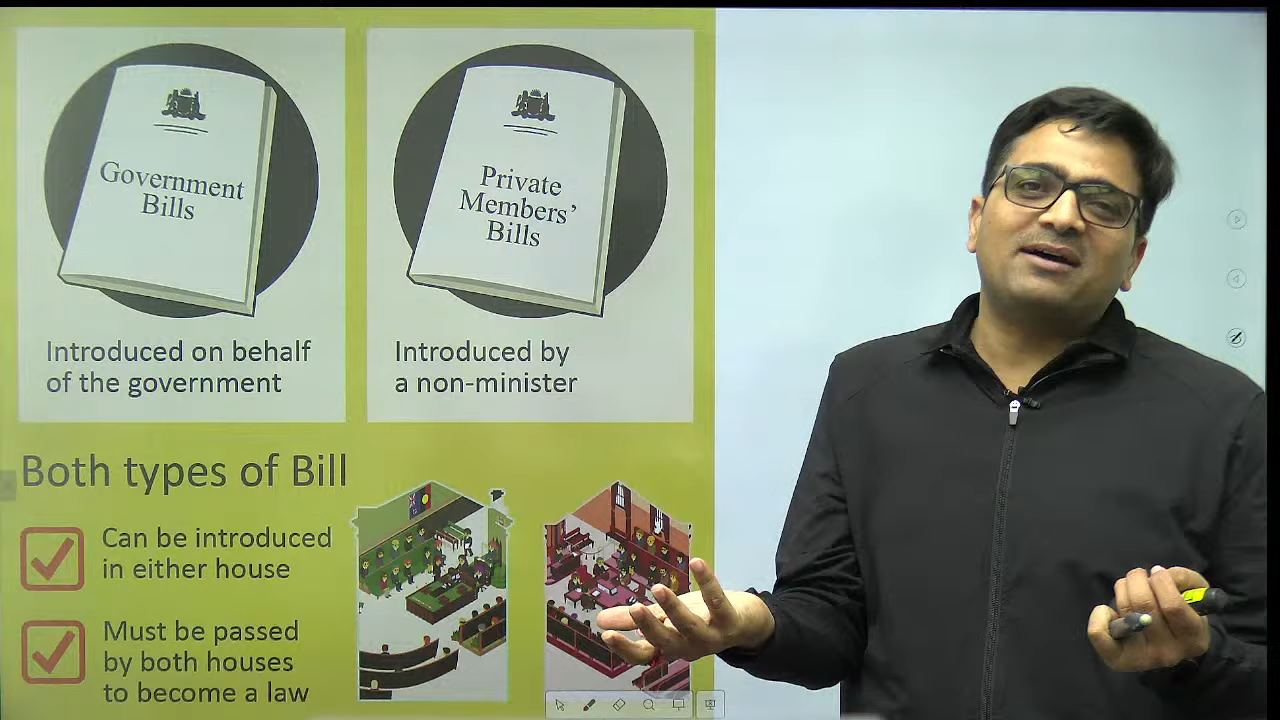 Government
Bills
Introduced on behalf
of the government
Private
Members’
Bills
Introduced by
a non-minister
Both types of Bill
Can be introduced
in either house
Must be passed
by both houses
to become a law